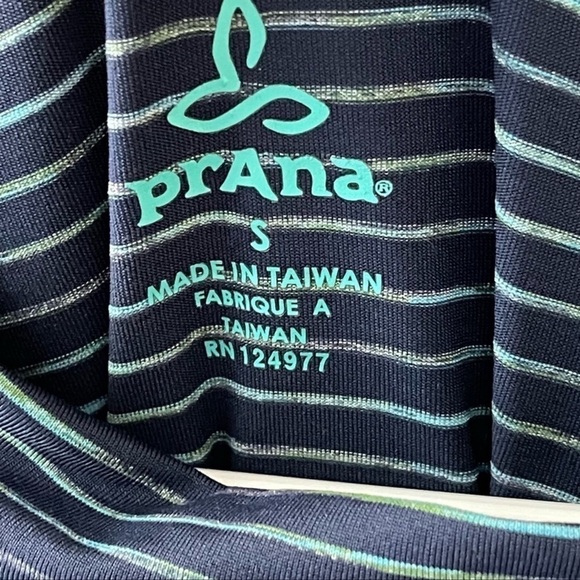 prAna®
S
MADE IN TAIWAN
FABRIQUE A
TAIWAN
RN 124977